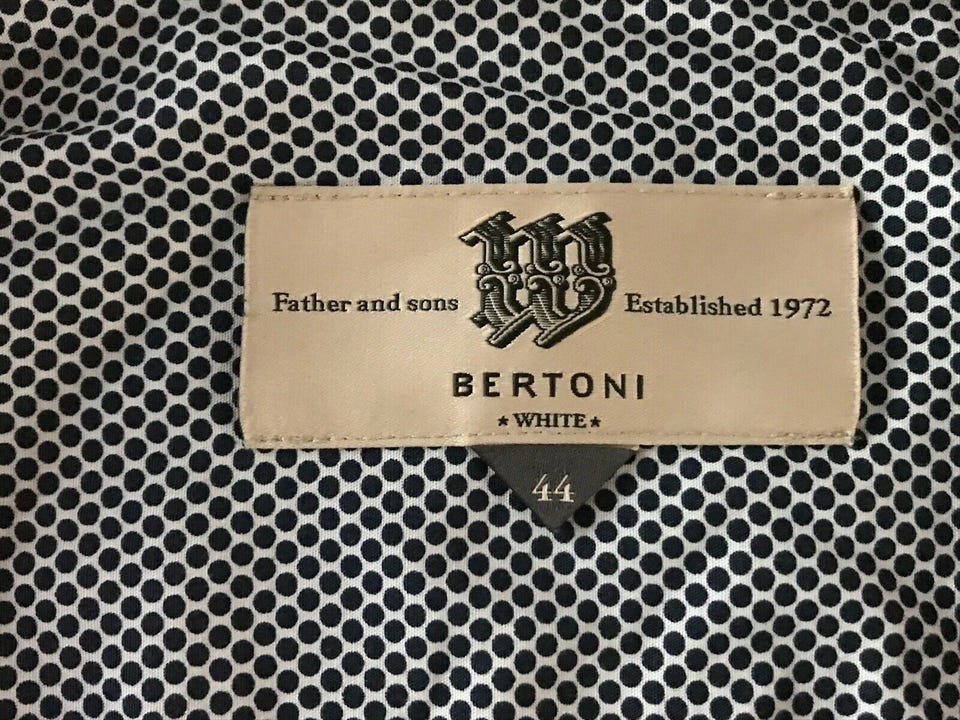 Father and sons W Established 1972
BERTONI
*WHITE*
44